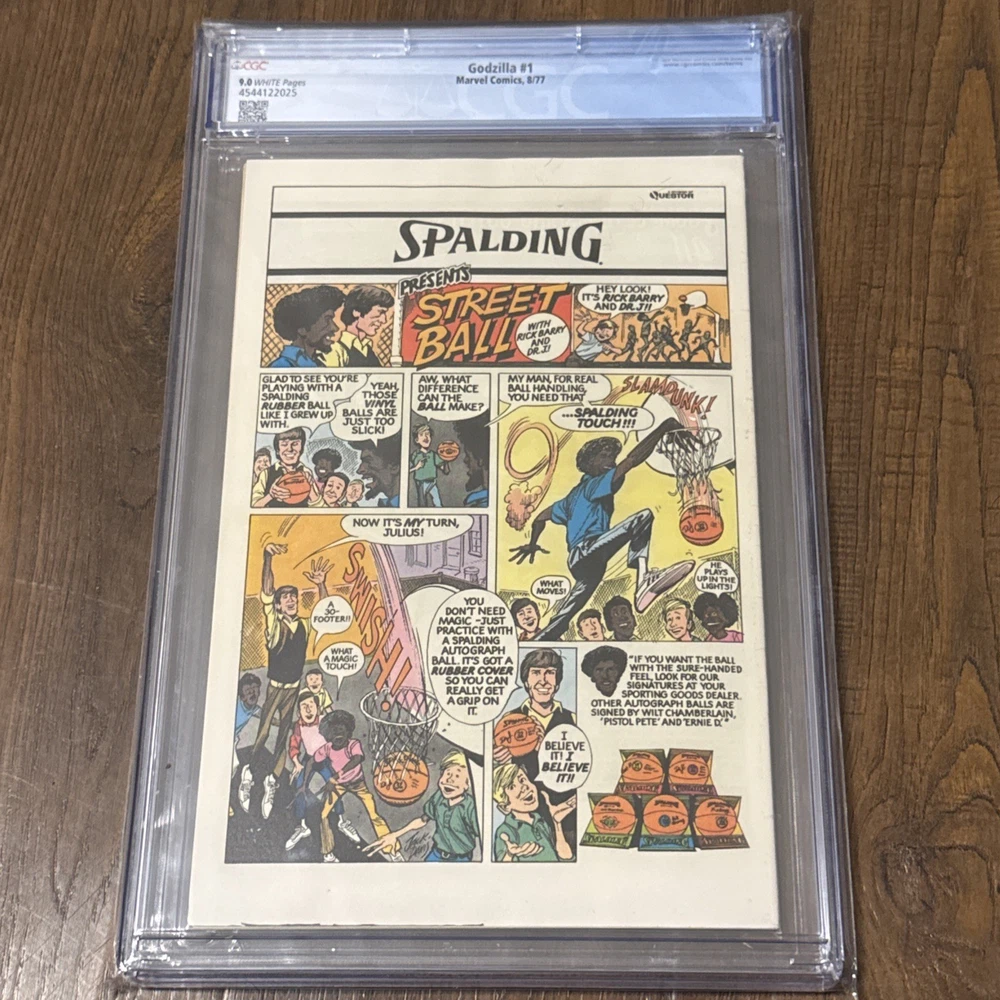 CGC
9.0 WHITE Pages
4544122025
Godzilla #1
Marvel Comics, 8/77
CGC
QUESTOR
SPALDING
PRESENTS
STREET
BALL
WITH
RICK BARRY
AND
DR. J!
HEY LOOK!
IT'S RICK BARRY
AND DR. J!!
GLAD TO SEE YOU'RE
PLAYING WITH A
SPALDING
RUBBER BALL
LIKE I GREW UP
WITH.
YEAH,
THOSE
VINYL
BALLS ARE
JUST TOO
SLICK!
AW, WHAT
DIFFERENCE
CAN THE
BALL MAKE?
MY MAN, FOR REAL
BALL HANDLING,
YOU NEED THAT
...SPALDING
TOUCH!!!
SLAMDUNK!
WHAT
MOVES!
HE
PLAYS
UP IN THE
LIGHTS!
NOW IT'S MY TURN,
JULIUS!
SWISH!
A
30-
FOOTER!!
WHAT
A MAGIC
TOUCH!
YOU
DON'T NEED
MAGIC -JUST
PRACTICE WITH
A SPALDING
AUTOGRAPH
BALL. IT'S GOT A
RUBBER COVER
SO YOU CAN
REALLY GET
A GRIP ON
IT.
I
BELIEVE
IT! I
BELIEVE
IT!!
"IF YOU WANT THE BALL
WITH THE SURE-HANDED
FEEL, LOOK FOR OUR
SIGNATURES AT YOUR
SPORTING GOODS DEALER.
OTHER AUTOGRAPH BALLS ARE
SIGNED BY WILT CHAMBERLAIN,
'PISTOL PETE' AND 'ERNIE D.'"